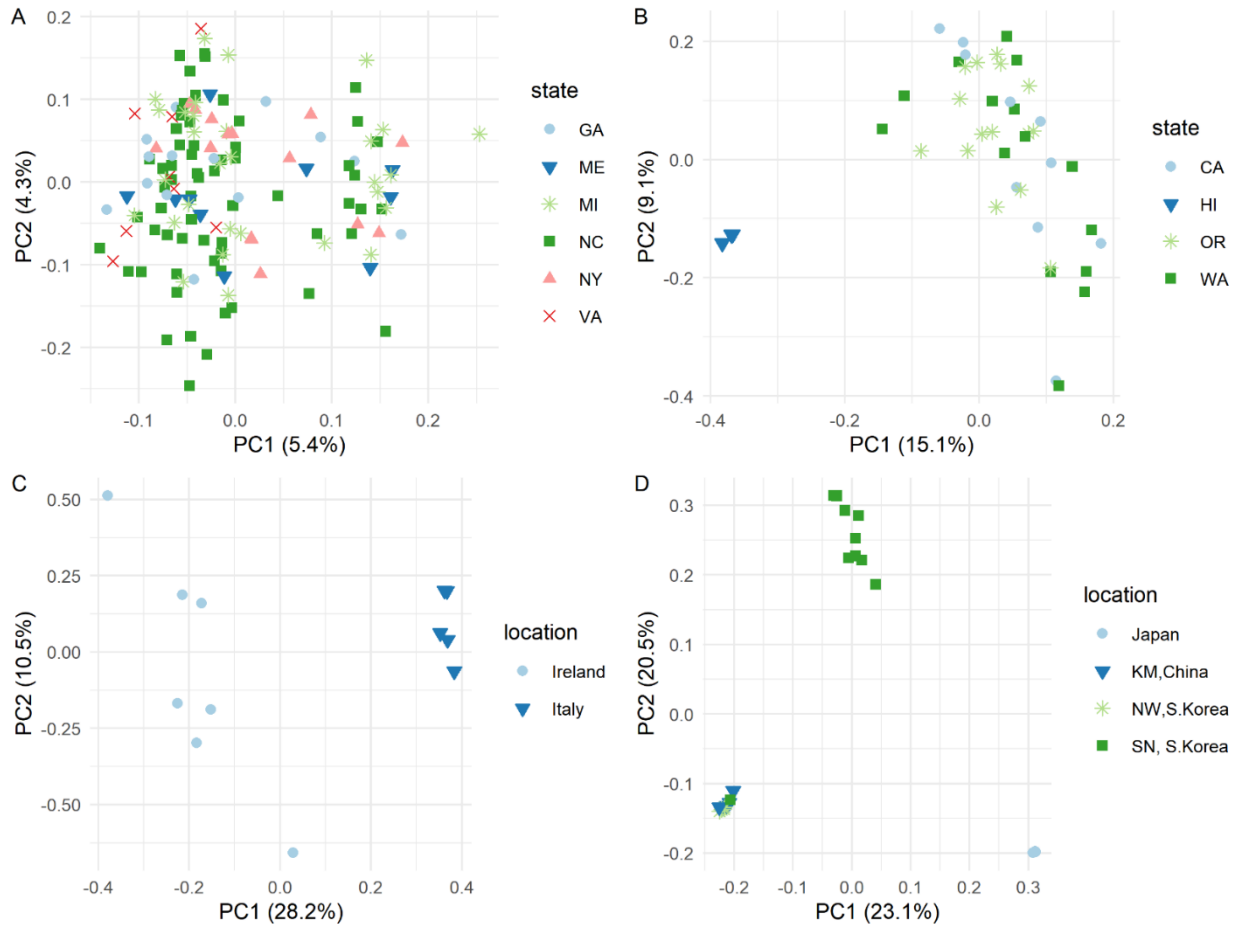 A
0.2
0.1
0.0
-0.1
-0.2
PC2 (4.3%)
-0.1
0.0
0.1
0.2
PC1 (5.4%)
state
GA
ME
MI
NC
NY
VA
B
0.2
0.0
-0.2
-0.4
PC2 (9.1%)
-0.4
-0.2
0.0
0.2
PC1 (15.1%)
state
CA
HI
OR
WA
C
0.50
0.25
0.00
-0.25
-0.50
PC2 (10.5%)
-0.4
-0.2
0.0
0.2
0.4
PC1 (28.2%)
location
Ireland
Italy
D
0.3
0.2
0.1
0.0
-0.1
-0.2
PC2 (20.5%)
-0.2
-0.1
0.0
0.1
0.2
0.3
PC1 (23.1%)
location
Japan
KM,China
NW,S.Korea
SN, S.Korea